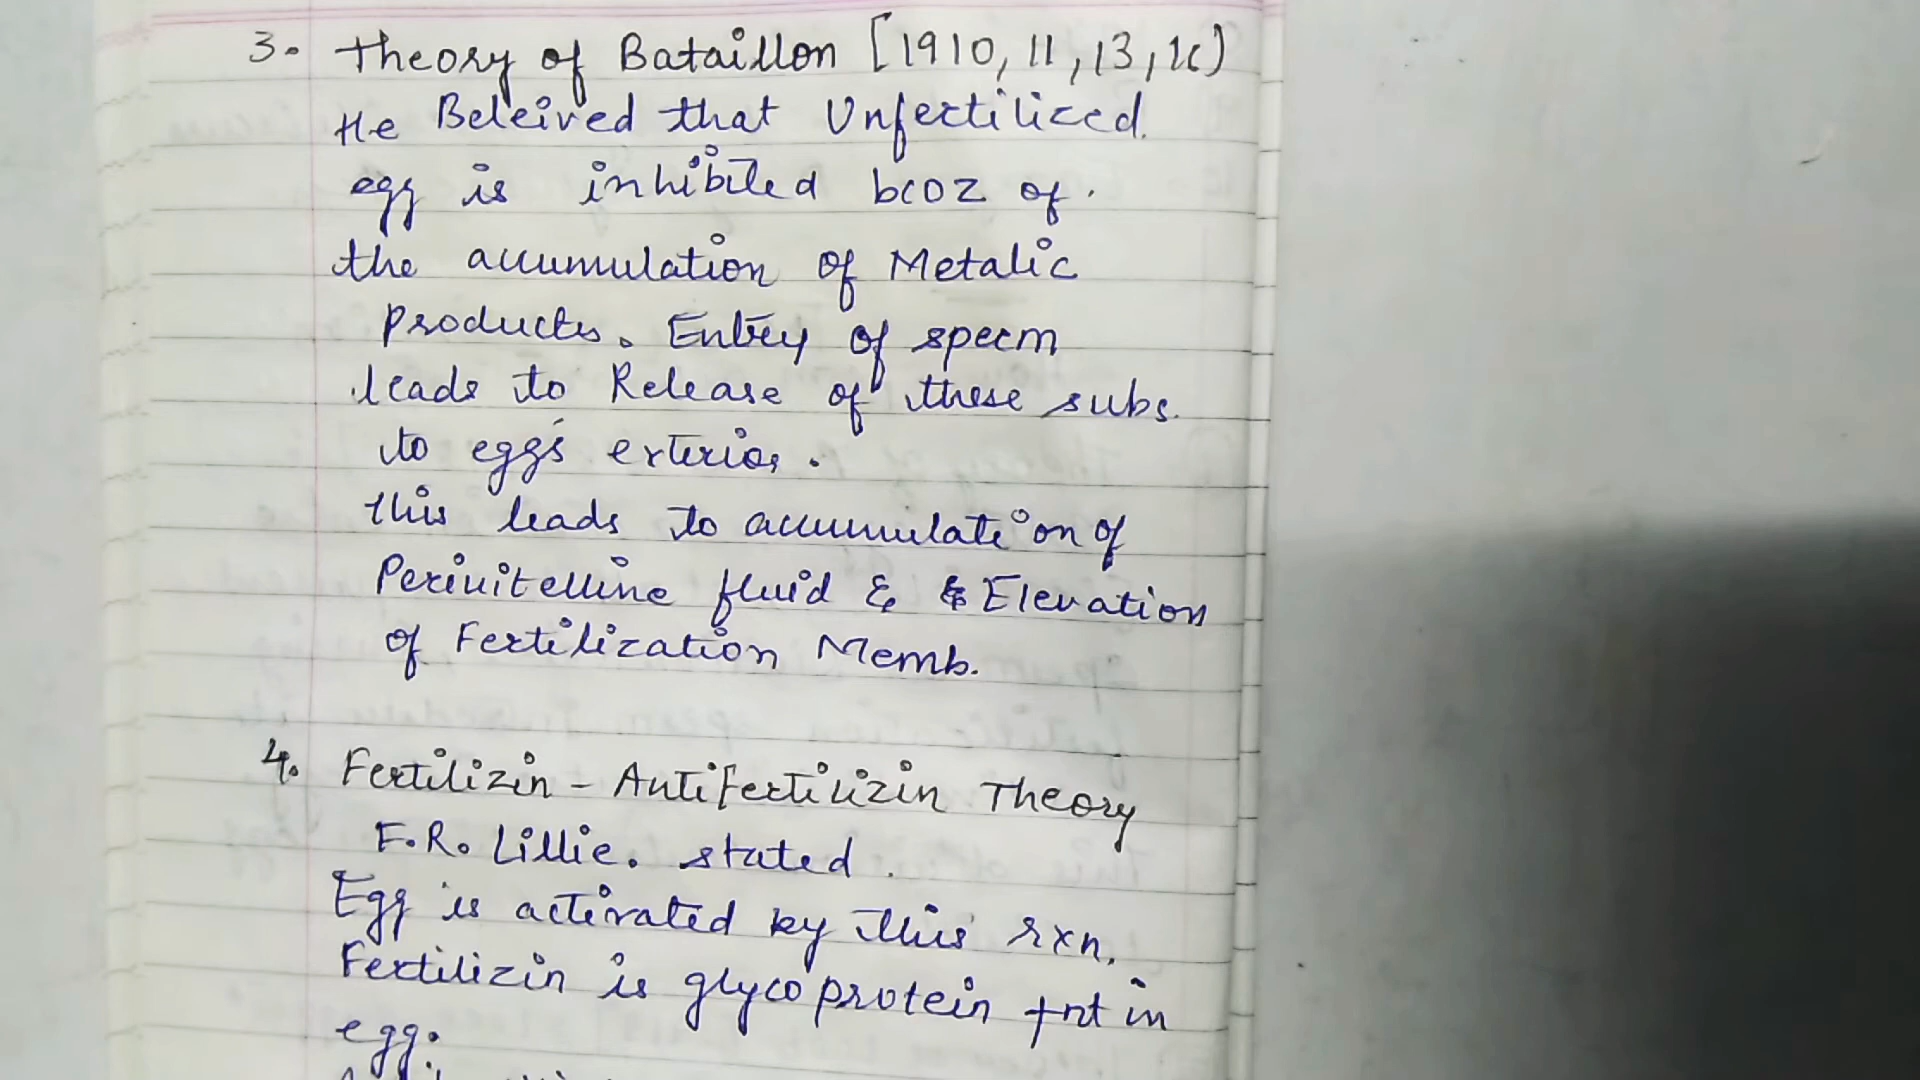 3. Theory of Bataillon [1910, 11, 13, 16)
He Beleived that Unfertilized
egg is inhibited bcoz of.
the accumulation of Metalic
Products. Entry of sperm
leads to Release of these subs.
to egg's exterior.
this leads to accumulation of
Perivitelline fluid & & Elevation
of Fertilization Memb.
4. Fertilizin - Antifertilizin Theory
F.R. Lillie. stated.
Egg is activated by this rxn.
Fertilizin is glycoprotein +nt in
egg.